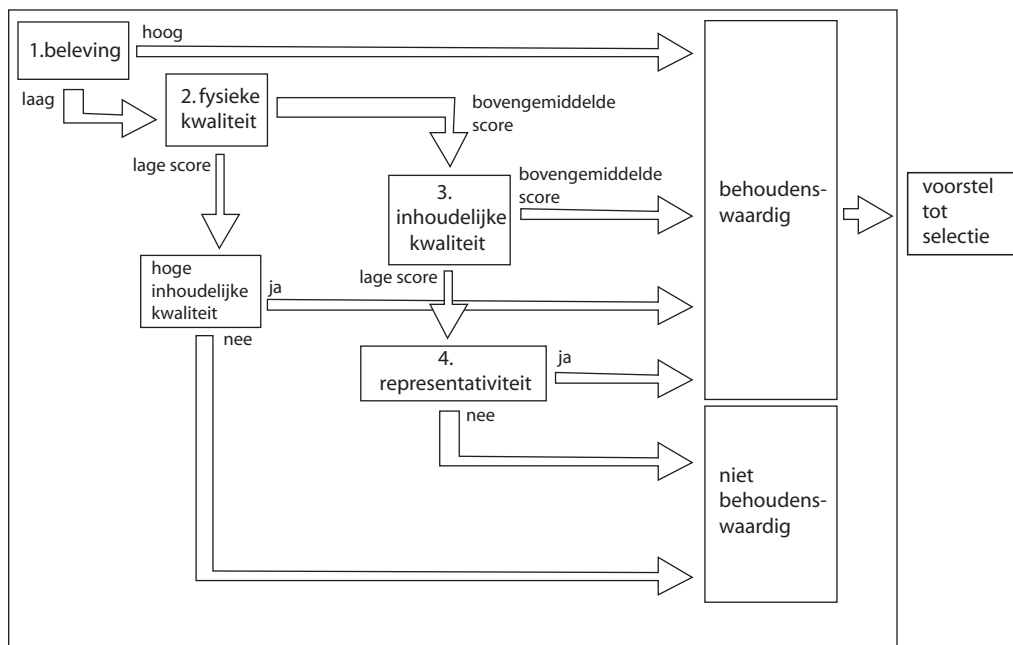 hoog
1.beleving
laag
2. fysieke
kwaliteit
bovengemiddelde
score
lage score
3.
inhoudelijke
kwaliteit
bovengemiddelde
score
behoudens-
waardig
voorstel
tot
selectie
hoge
inhoudelijke
kwaliteit
ja
lage score
nee
4.
representativiteit
ja
nee
niet
behoudens-
waardig